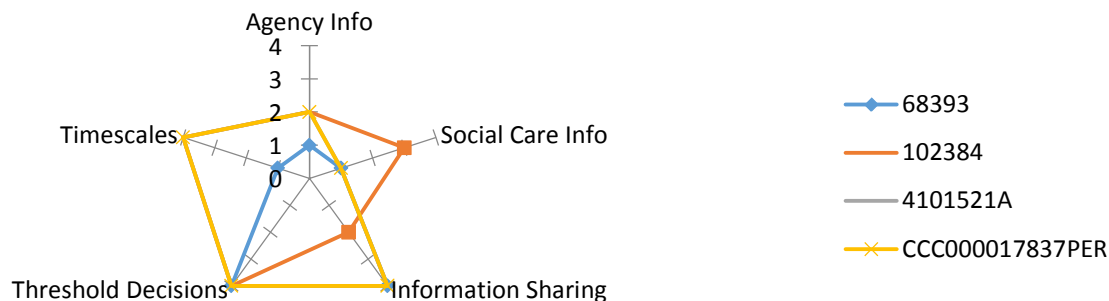 Agency Info
4
3
2
1
0
Social Care Info
Information Sharing
Threshold Decisions
Timescales
68393
102384
4101521A
CCC000017837PER